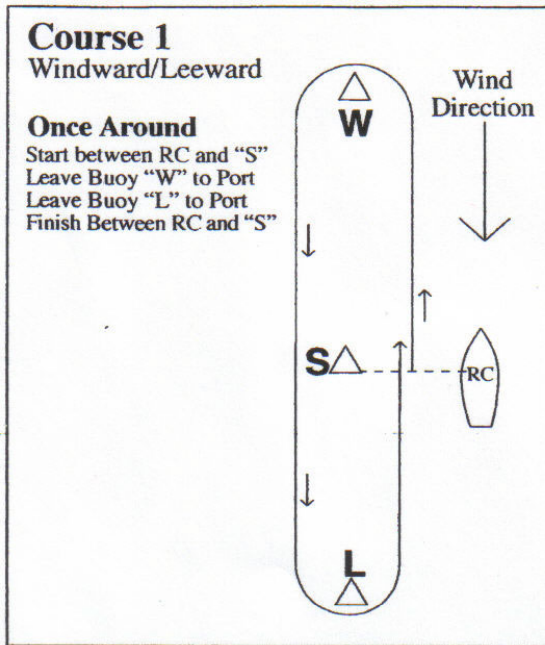 Course 1
Windward/Leeward
Once Around
Start between RC and “S”
Leave Buoy “W” to Port
Leave Buoy “L” to Port
Finish Between RC and “S”
W
Wind
Direction
S
RC
L